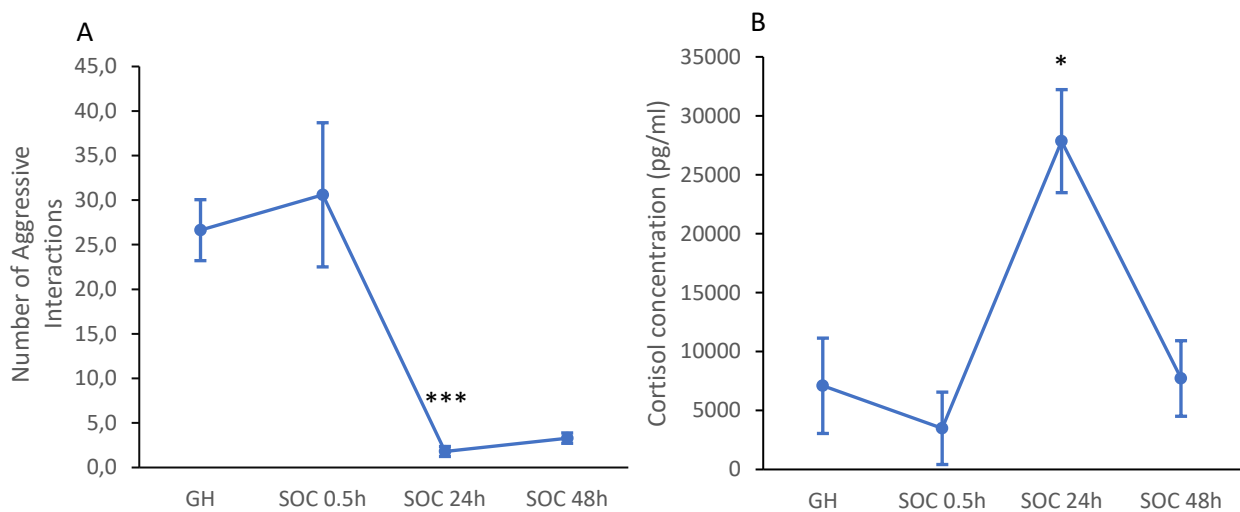 A
Number of Aggressive
Interactions
45,0
40,0
35,0
30,0
25,0
20,0
15,0
10,0
5,0
0,0
***
GH SOC 0.5h SOC 24h SOC 48h
B
Cortisol concentration (pg/ml)
35000
30000
25000
20000
15000
10000
5000
0
*
GH SOC 0.5h SOC 24h SOC 48h